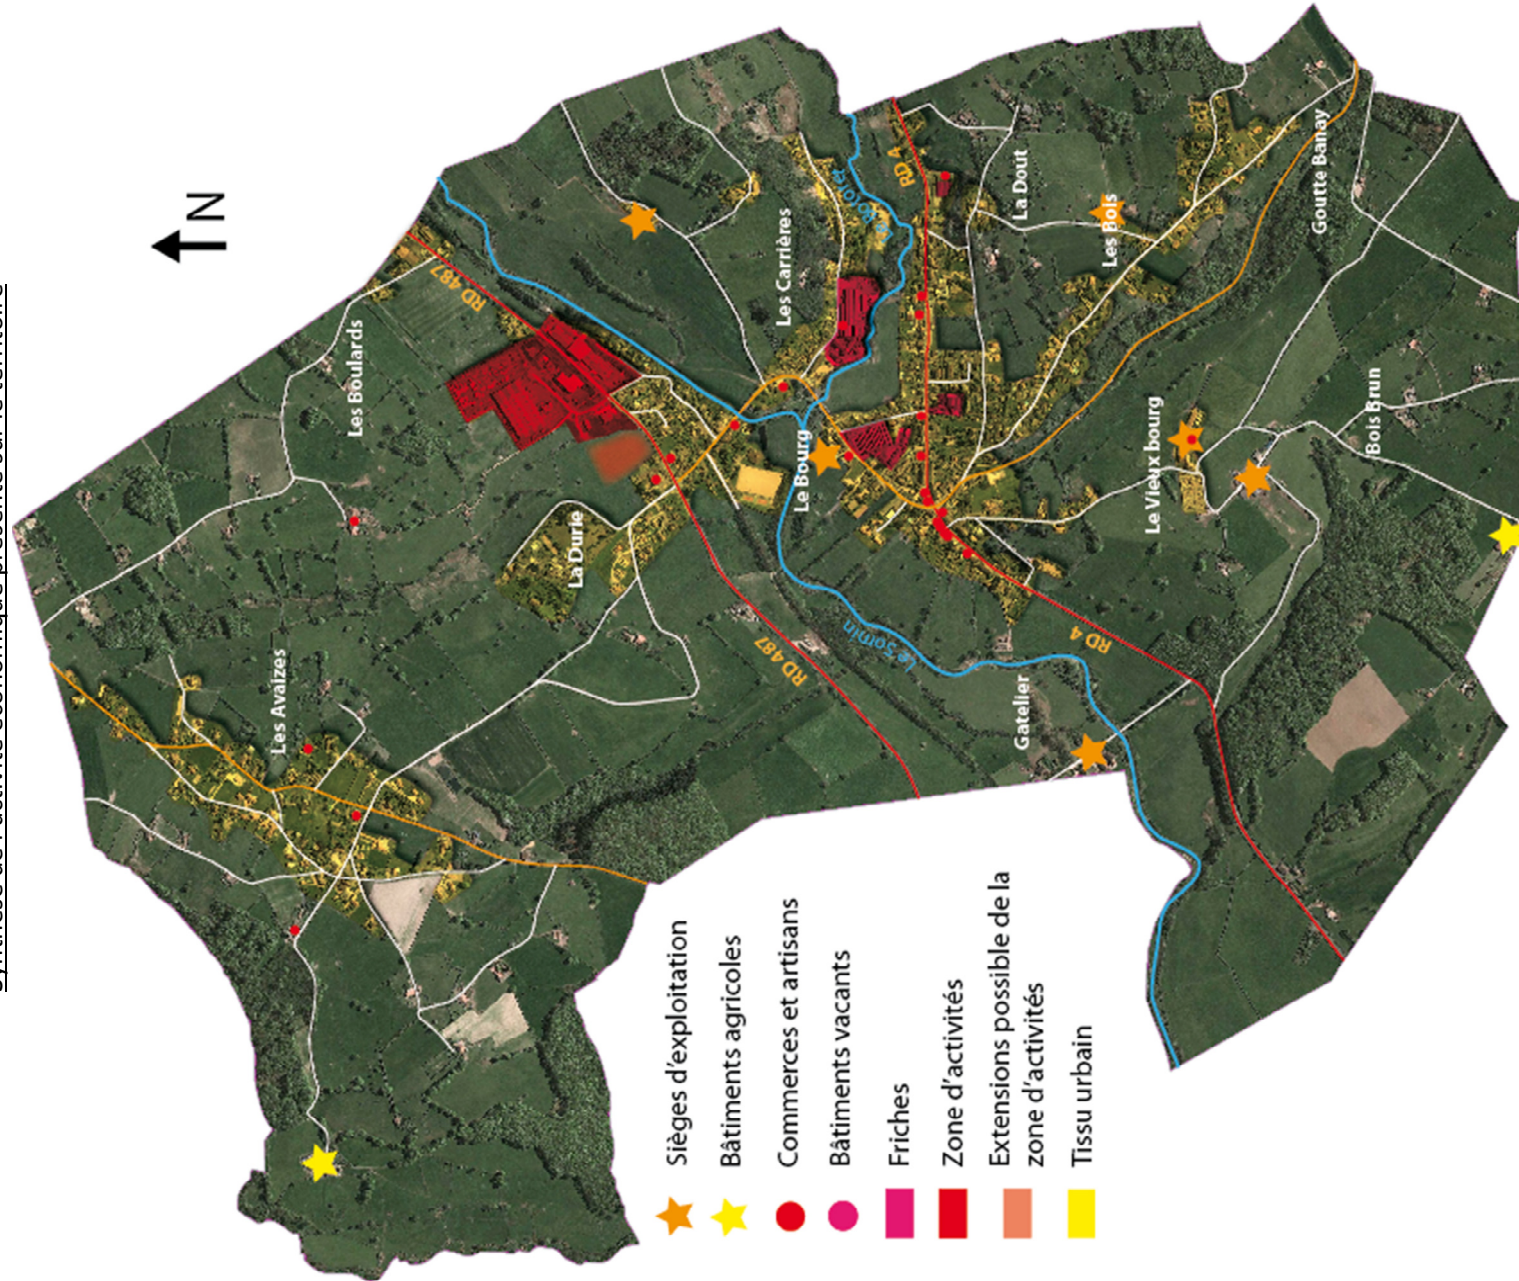 N
RD 487
Les Boulards
Les Carrières
RD 4
La Dout
Les Bois
Goutte Banay
Le Bourg
La Durie
Le Vieux bourg
Bois Brun
Les Avaizes
RD 487
Le Sornin
RD 4
Gatelier
Sièges d'exploitation
Bâtiments agricoles
Commerces et artisans
Bâtiments vacants
Friches
Zone d'activités
Extensions possible de la
zone d'activités
Tissu urbain